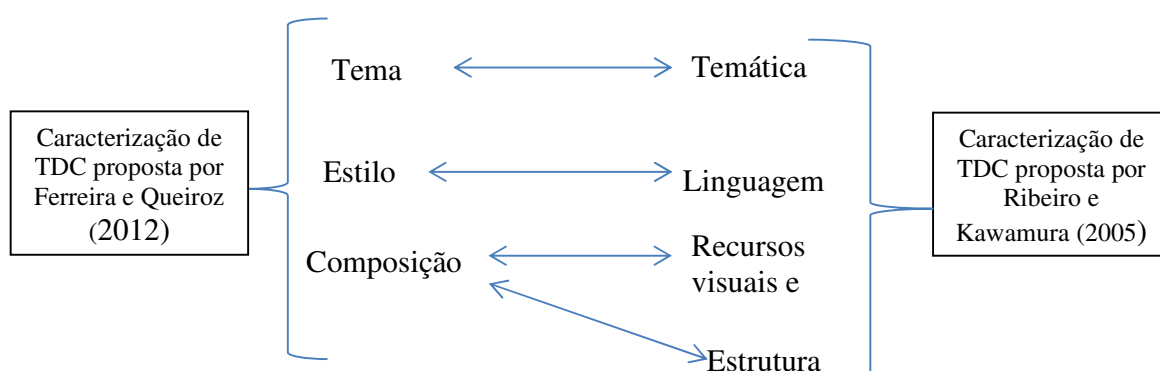 Caracterização de
TDC proposta por
Ferreira e Queiroz
(2012)
Tema
Estilo
Composição
Temática
Linguagem
Recursos
visuais e
Estrutura
Caracterização de
TDC proposta por
Ribeiro e
Kawamura (2005)